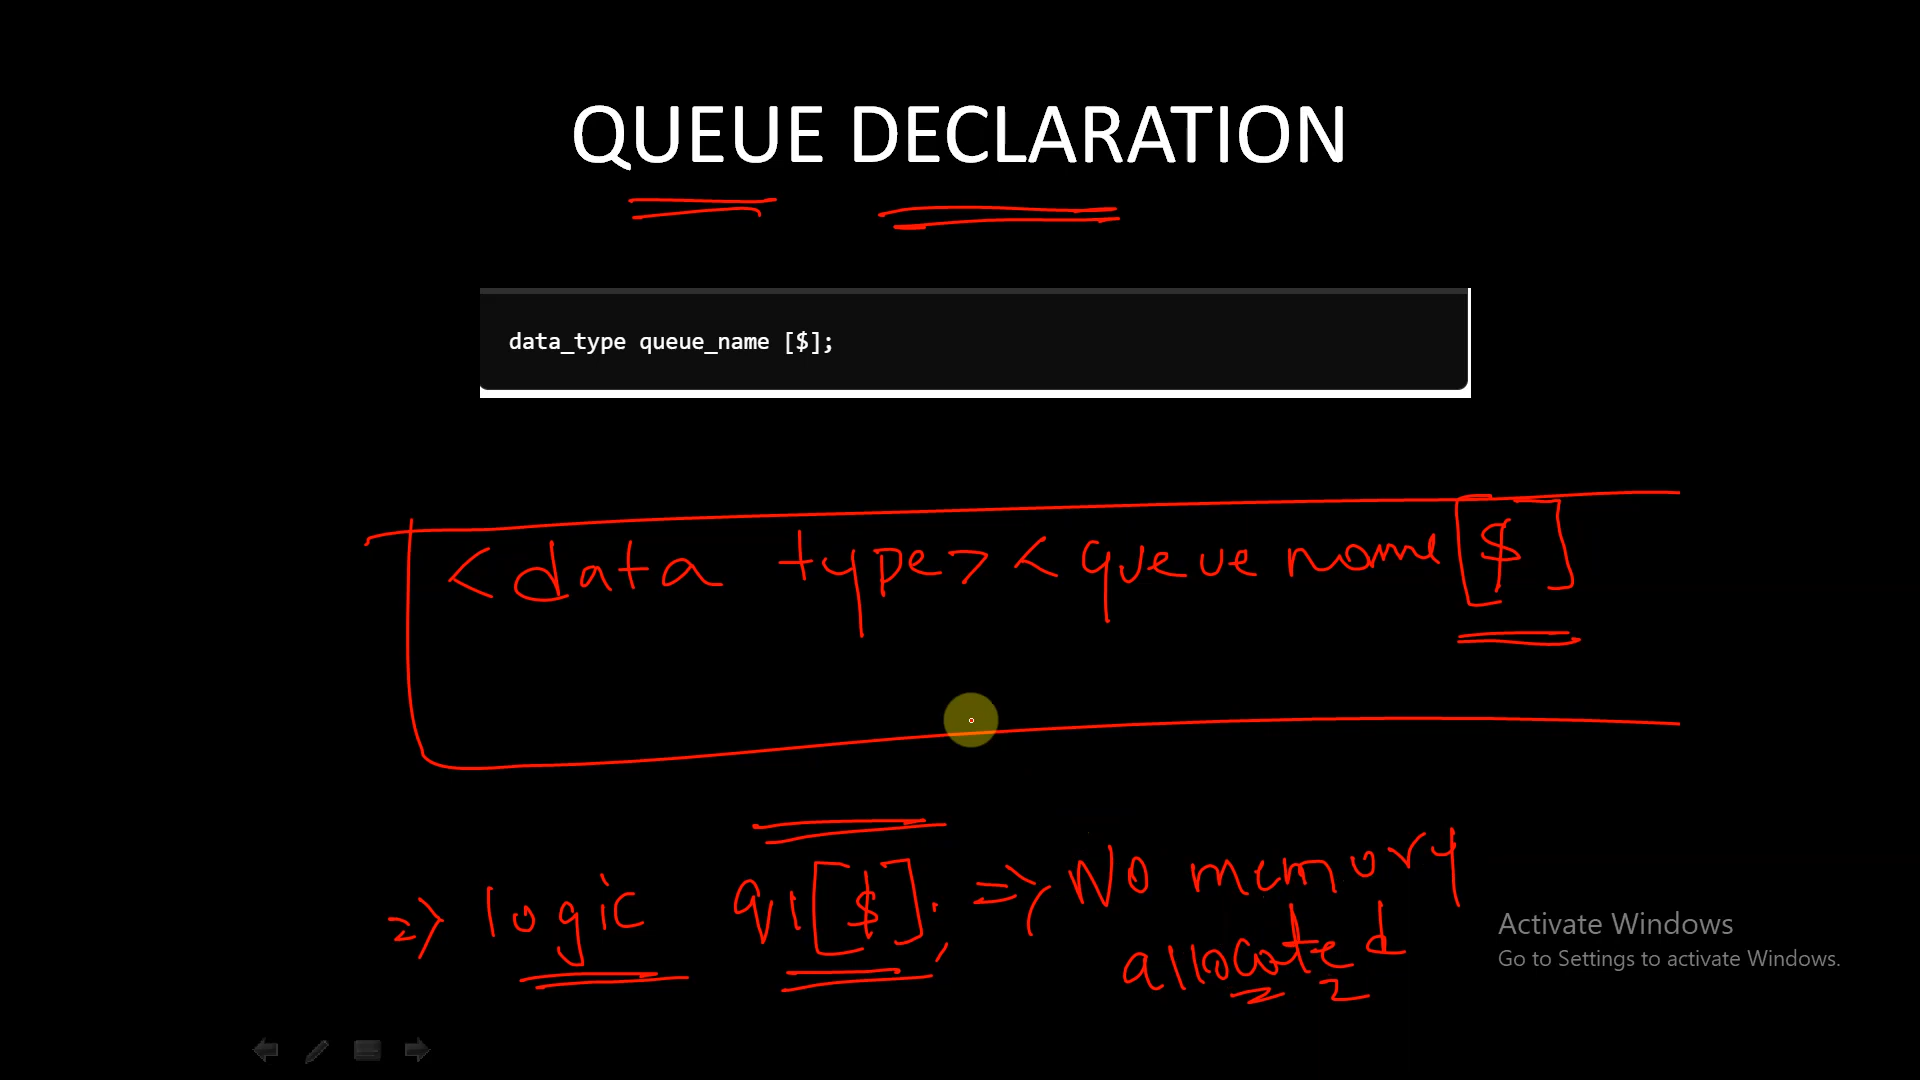 QUEUE DECLARATION
data_type queue_name [$];
<data type><queue name[$]
=> logic q1[$]; => No memory
allocated
Activate Windows
Go to Settings to activate Windows.